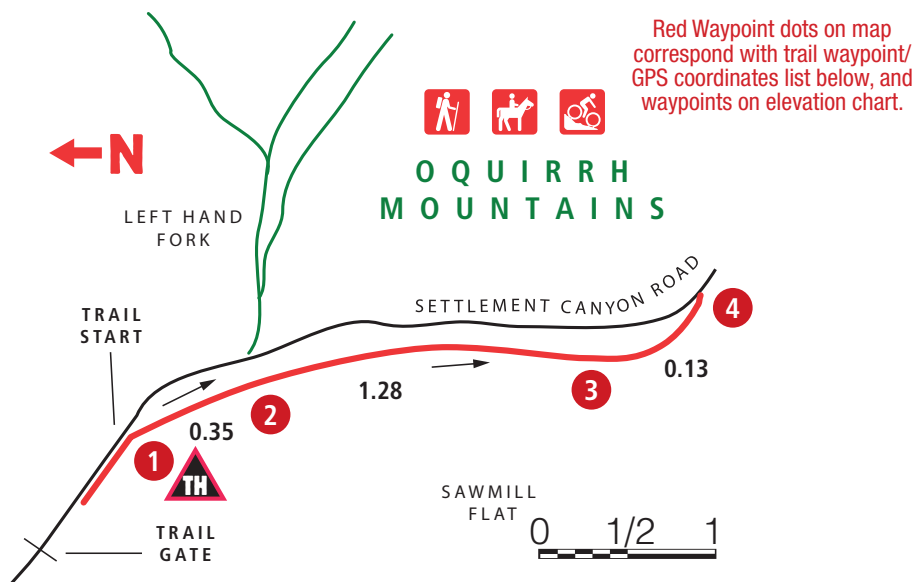 Red Waypoint dots on map
correspond with trail waypoint/
GPS coordinates list below, and
waypoints on elevation chart.
N
OQUIRRH
MOUNTAINS
LEFT HAND
FORK
SETTLEMENT CANYON ROAD
TRAIL
START
4
0.13
1.28
3
2
0.35
1
TH
SAWMILL
FLAT
TRAIL
GATE
0 1/2 1